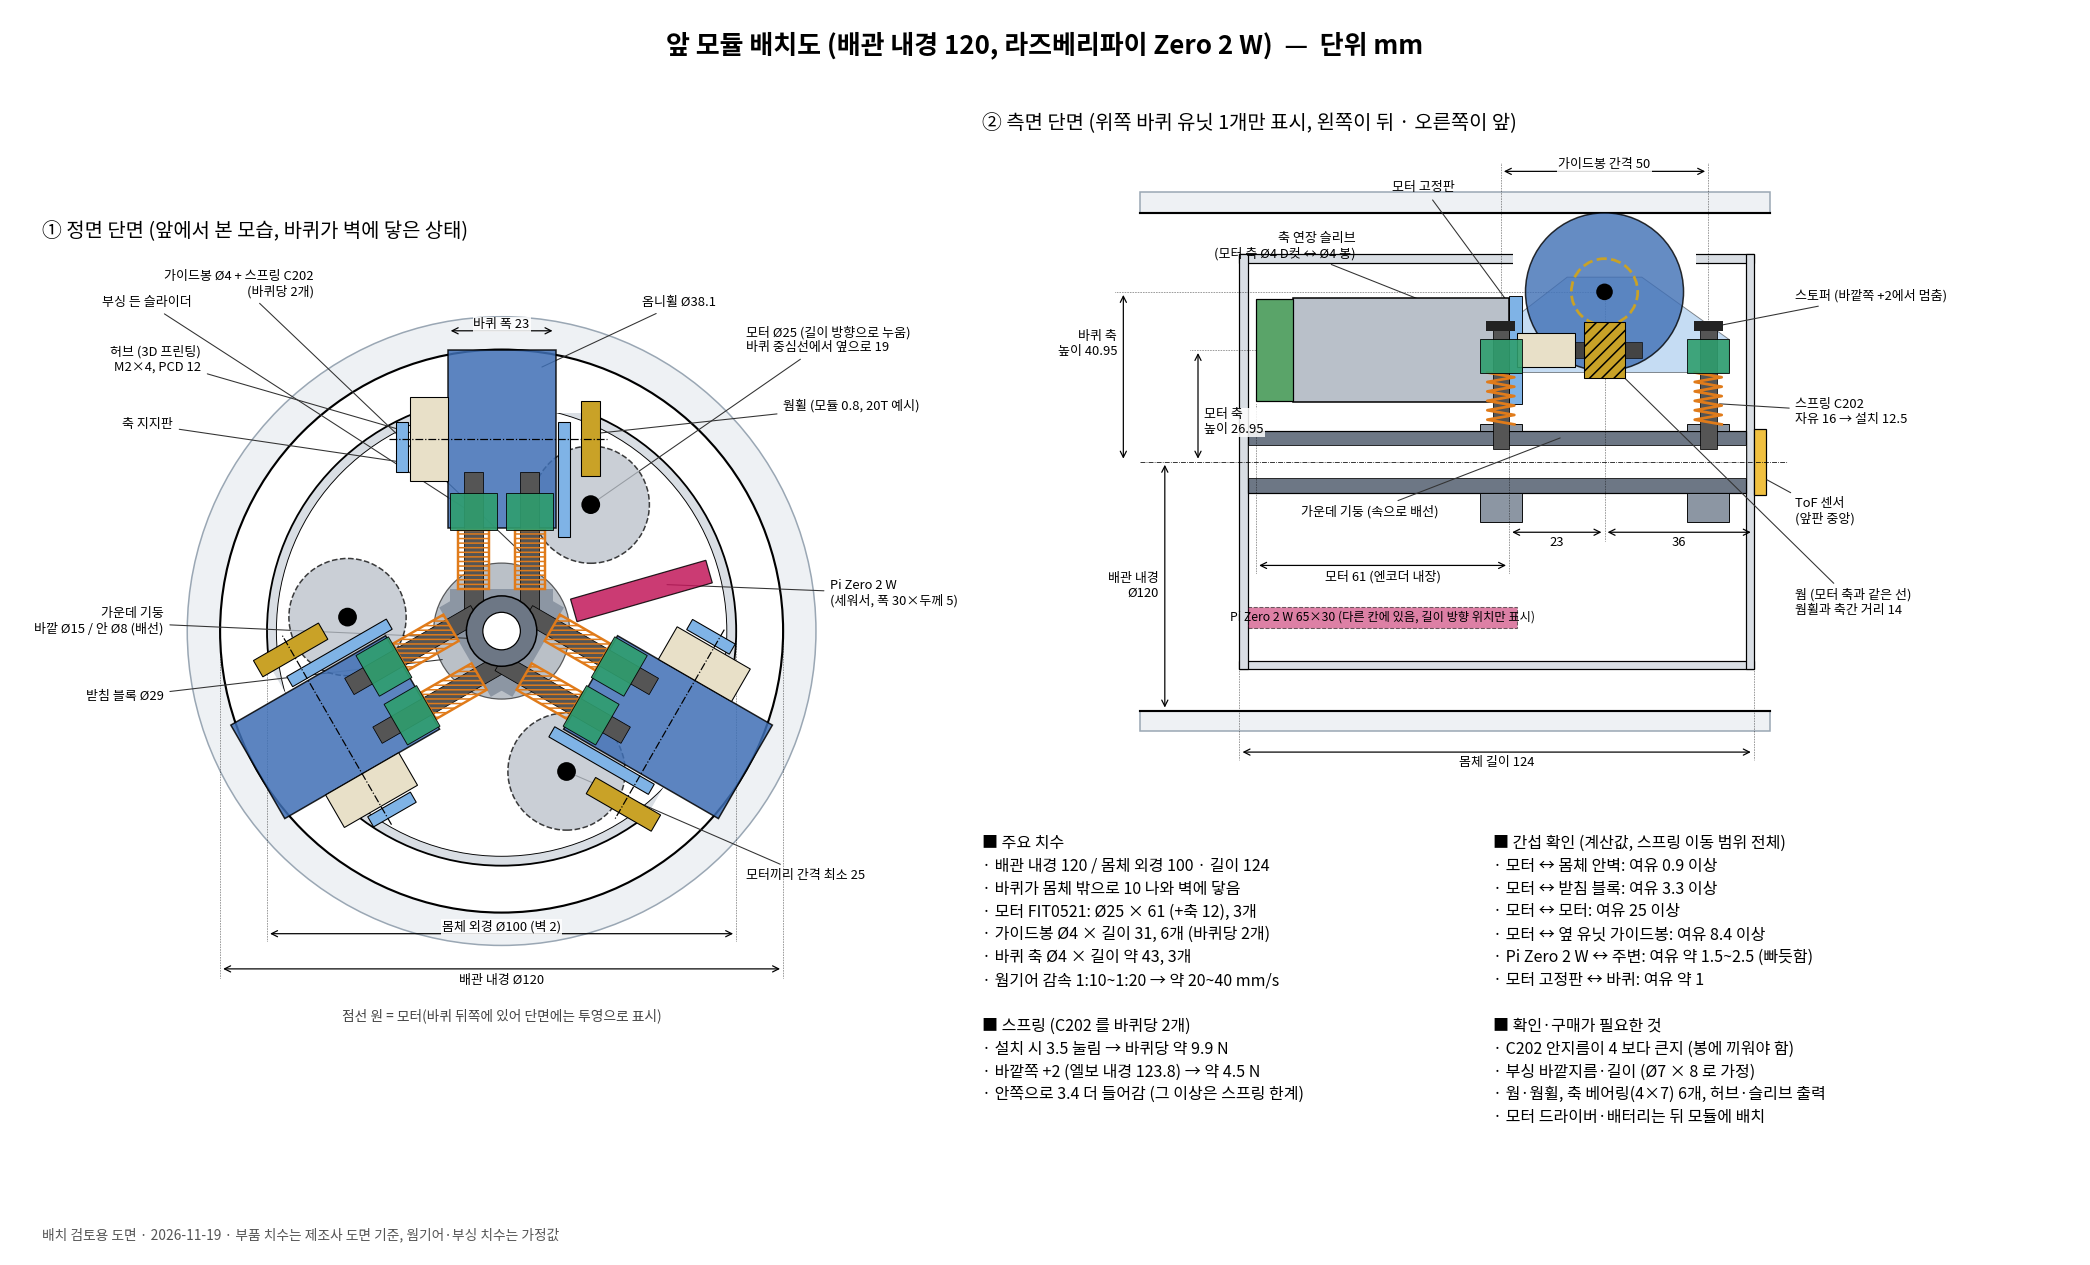 앞 모듈 배치도 (배관 내경 120, 라즈베리파이 Zero 2 W) — 단위 mm
① 정면 단면 (앞에서 본 모습, 바퀴가 벽에 닿은 상태)
가이드봉 Ø4 + 스프링 C202
(바퀴당 2개)
부싱 든 슬라이더
허브 (3D 프린팅)
M2×4, PCD 12
축 지지판
바퀴 폭 23
옴니휠 Ø38.1
모터 Ø25 (길이 방향으로 누움)
바퀴 중심선에서 옆으로 19
웜휠 (모듈 0.8, 20T 예시)
Pi Zero 2 W
(세워서, 폭 30×두께 5)
가운데 기둥
바깥 Ø15 / 안 Ø8 (배선)
받침 블록 Ø29
모터끼리 간격 최소 25
몸체 외경 Ø100 (벽 2)
배관 내경 Ø120
점선 원 = 모터(바퀴 뒤쪽에 있어 단면에는 투영으로 표시)
② 측면 단면 (위쪽 바퀴 유닛 1개만 표시, 왼쪽이 뒤 · 오른쪽이 앞)
가이드봉 간격 50
모터 고정판
축 연장 슬리브
(모터 축 Ø4 D컷 ↔ Ø4 봉)
스토퍼 (바깥쪽 +2에서 멈춤)
바퀴 축
높이 40.95
모터 축
높이 26.95
스프링 C202
자유 16 → 설치 12.5
가운데 기둥 (속으로 배선)
ToF 센서
(앞판 중앙)
23
36
모터 61 (엔코더 내장)
배관 내경
Ø120
웜 (모터 축과 같은 선)
웜휠과 축간 거리 14
Pi Zero 2 W 65×30 (다른 칸에 있음, 길이 방향 위치만 표시)
몸체 길이 124
■ 주요 치수
· 배관 내경 120 / 몸체 외경 100 · 길이 124
· 바퀴가 몸체 밖으로 10 나와 벽에 닿음
· 모터 FIT0521: Ø25 × 61 (+축 12), 3개
· 가이드봉 Ø4 × 길이 31, 6개 (바퀴당 2개)
· 바퀴 축 Ø4 × 길이 약 43, 3개
· 웜기어 감속 1:10~1:20 → 약 20~40 mm/s
■ 스프링 (C202 를 바퀴당 2개)
· 설치 시 3.5 눌림 → 바퀴당 약 9.9 N
· 바깥쪽 +2 (엘보 내경 123.8) → 약 4.5 N
· 안쪽으로 3.4 더 들어감 (그 이상은 스프링 한계)
■ 간섭 확인 (계산값, 스프링 이동 범위 전체)
· 모터 ↔ 몸체 안벽: 여유 0.9 이상
· 모터 ↔ 받침 블록: 여유 3.3 이상
· 모터 ↔ 모터: 여유 25 이상
· 모터 ↔ 옆 유닛 가이드봉: 여유 8.4 이상
· Pi Zero 2 W ↔ 주변: 여유 약 1.5~2.5 (빠듯함)
· 모터 고정판 ↔ 바퀴: 여유 약 1
■ 확인·구매가 필요한 것
· C202 안지름이 4 보다 큰지 (봉에 끼워야 함)
· 부싱 바깥지름·길이 (Ø7 × 8 로 가정)
· 웜·웜휠, 축 베어링(4×7) 6개, 허브·슬리브 출력
· 모터 드라이버·배터리는 뒤 모듈에 배치
배치 검토용 도면 · 2026-11-19 · 부품 치수는 제조사 도면 기준, 웜기어·부싱 치수는 가정값